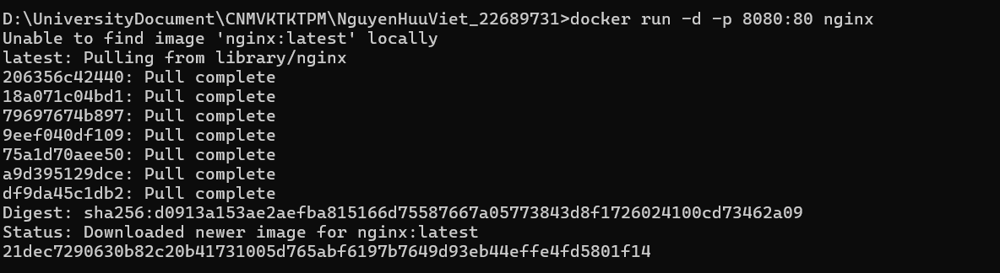 D:\UniversityDocument\CNMVKTKTPM\NguyenHuuViet_22689731>docker run -d -p 8080:80 nginx
Unable to find image 'nginx:latest' locally
latest: Pulling from library/nginx
206356c42440: Pull complete
18a071c04bd1: Pull complete
79697674b897: Pull complete
9eef040df109: Pull complete
75a1d70aee50: Pull complete
a9d395129dce: Pull complete
df9da45c1db2: Pull complete
Digest: sha256:d0913a153ae2aefba815166d75587667a05773843d8f1726024100cd73462a09
Status: Downloaded newer image for nginx:latest
21dec7290630b82c20b41731005d765abf6197b7649d93eb44effe4fd5801f14